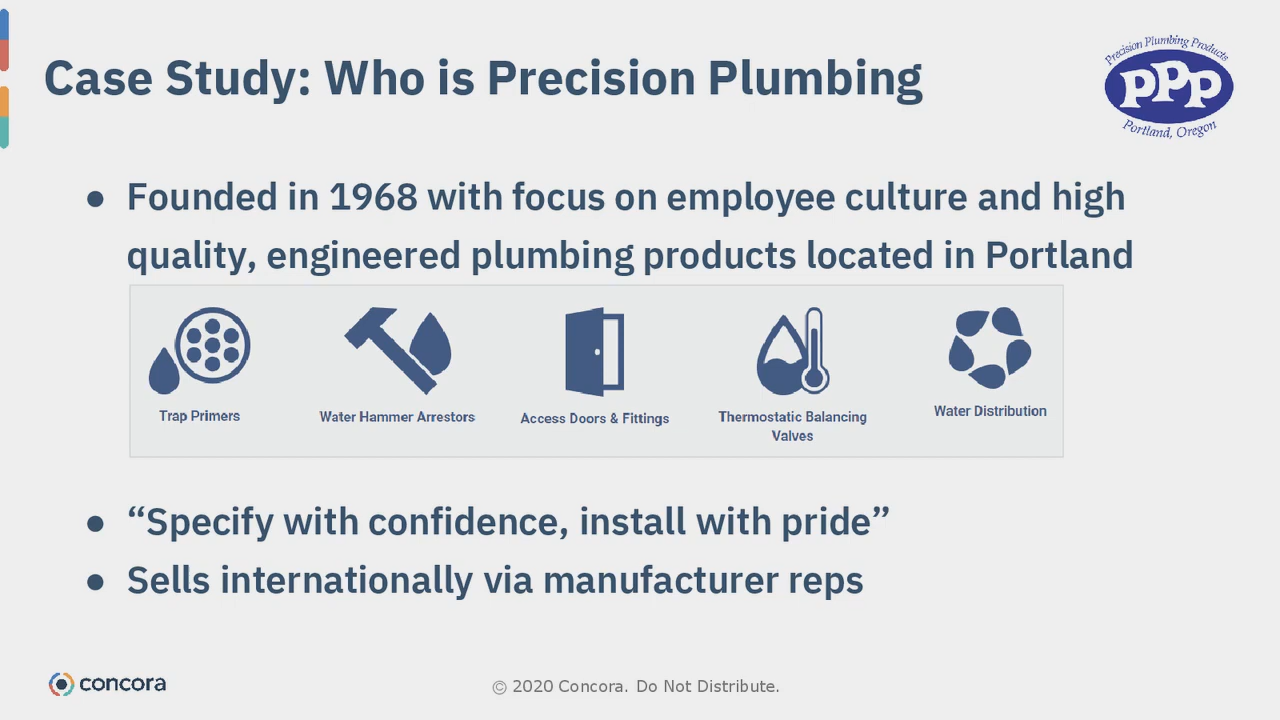 Case Study: Who is Precision Plumbing
Precision Plumbing Products
PPP
Portland, Oregon
● Founded in 1968 with focus on employee culture and high
quality, engineered plumbing products located in Portland
Trap Primers
Water Hammer Arrestors
Access Doors & Fittings
Thermostatic Balancing
Valves
Water Distribution
● “Specify with confidence, install with pride”
● Sells internationally via manufacturer reps
concora
© 2020 Concora. Do Not Distribute.